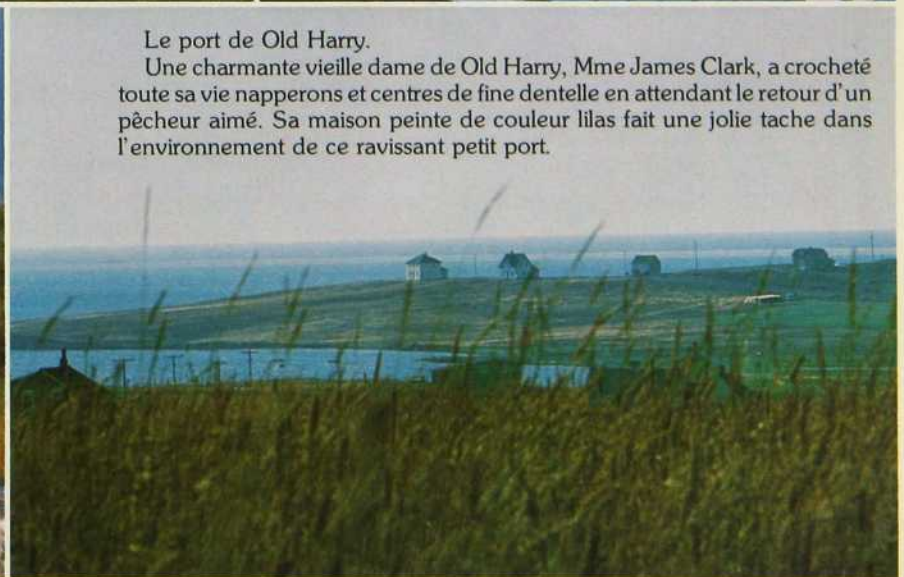 Le port de Old Harry.
Une charmante vieille dame de Old Harry, Mme James Clark, a crocheté
toute sa vie napperons et centres de fine dentelle en attendant le retour d'un
pêcheur aimé. Sa maison peinte de couleur lilas fait une jolie tache dans
l'environnement de ce ravissant petit port.